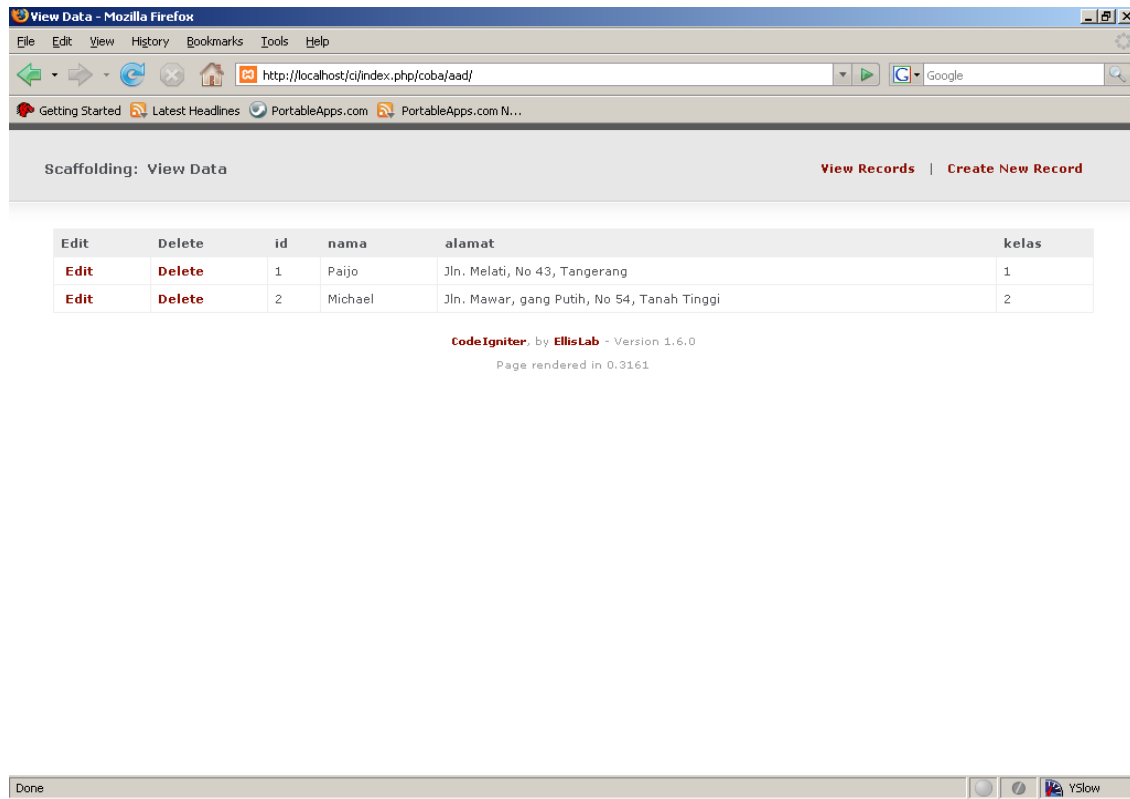 View Data - Mozilla Firefox
File Edit View History Bookmarks Tools Help
http://localhost/ci/index.php/coba/aad/ G Google
Getting Started Latest Headlines PortableApps.com PortableApps.com N...
Scaffolding: View Data View Records | Create New Record
Edit Delete id nama alamat kelas
Edit Delete 1 Paijo Jln. Melati, No 43, Tangerang 1
Edit Delete 2 Michael Jln. Mawar, gang Putih, No 54, Tanah Tinggi 2
CodeIgniter, by EllisLab - Version 1.6.0
Page rendered in 0.3161
Done YSlow